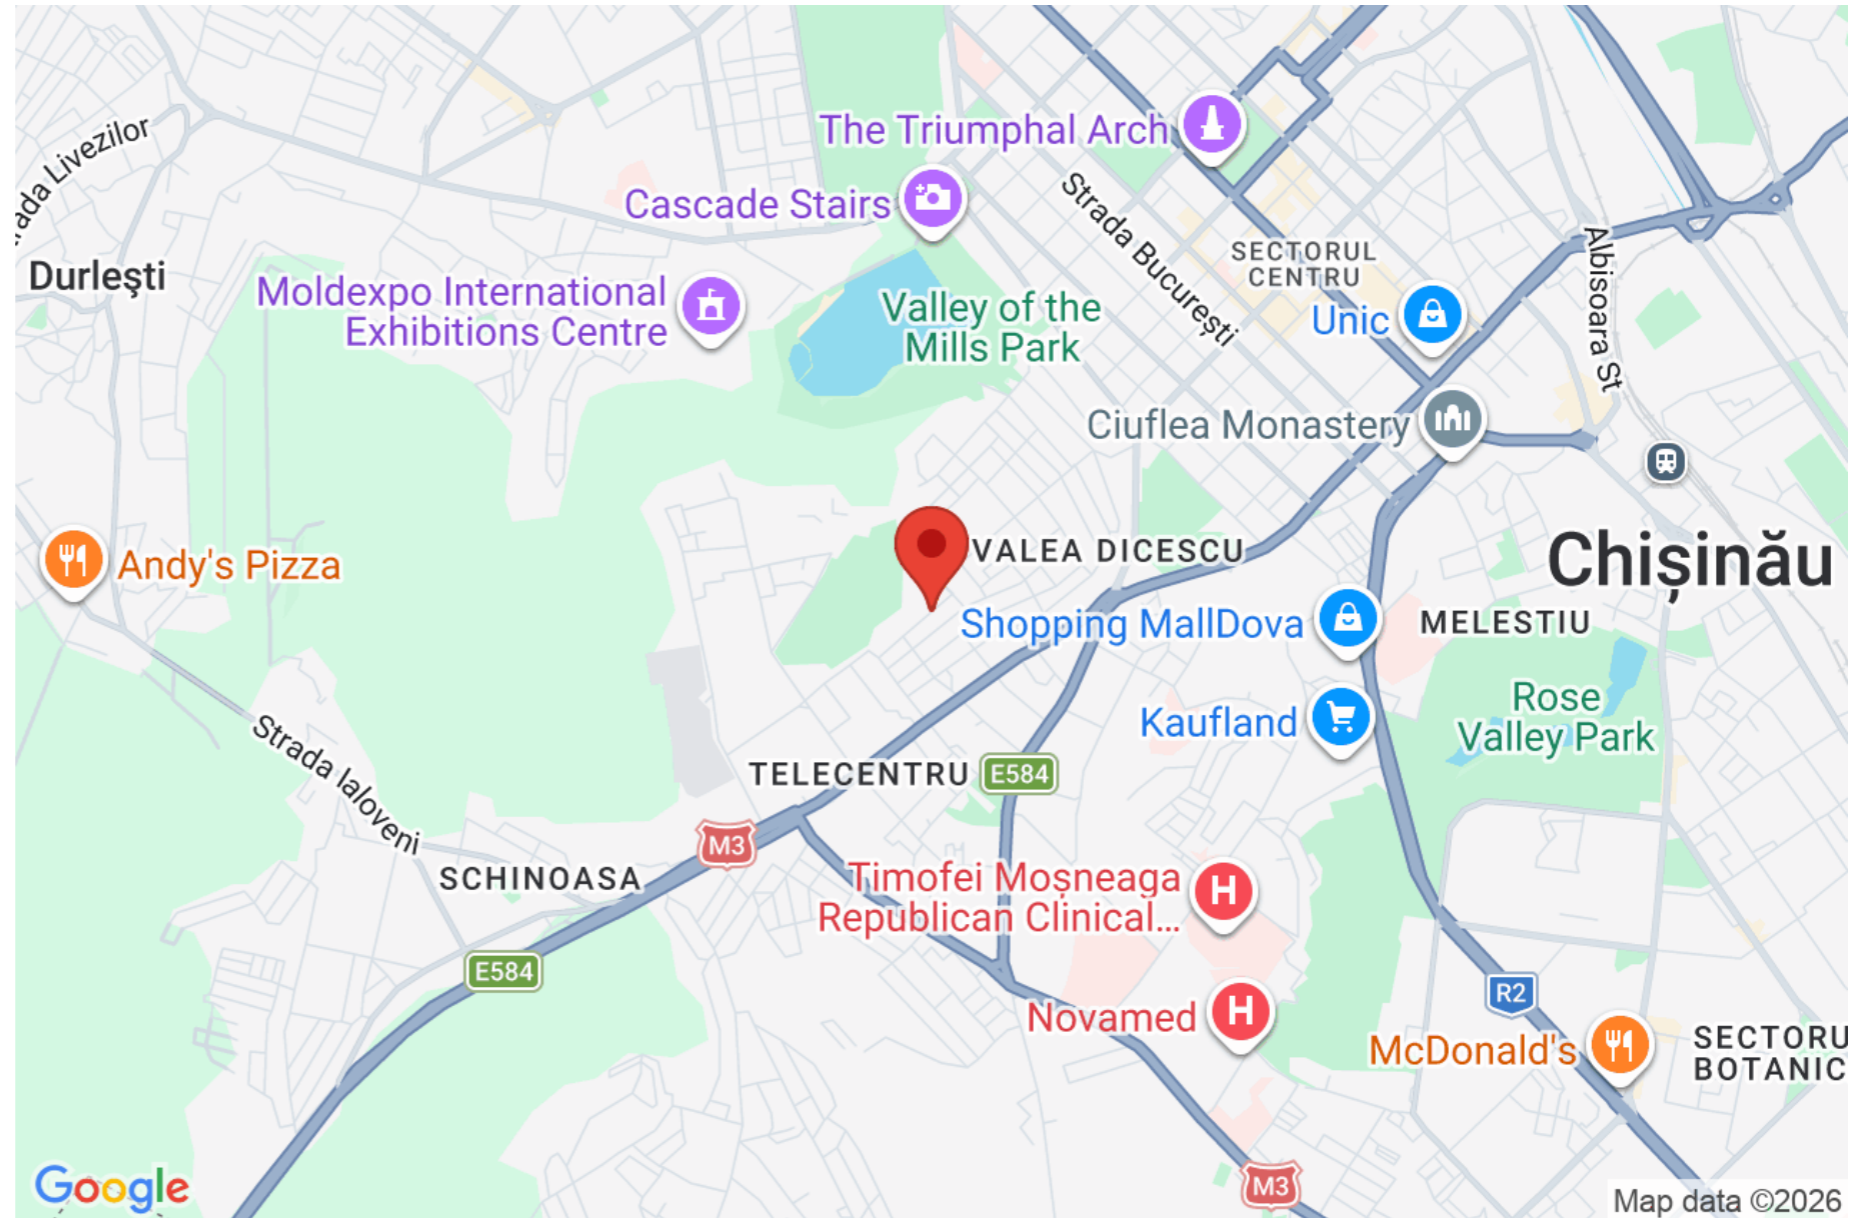 The Triumphal Arch
Strada Livezilor
Cascade Stairs
Strada București
SECTORUL
CENTRU
Albisoara St
Durleşti
Moldexpo International
Exhibitions Centre
Valley of the
Mills Park
Unic
Ciuflea Monastery
VALEA DICESCU
Chișinău
Andy's Pizza
Shopping MallDova
MELESTIU
Rose
Valley Park
Kaufland
Strada Ialoveni
TELECENTRU
E584
M3
SCHINOASA
Timofei Moșneaga
Republican Clinical...
H
E584
R2
Novamed
H
McDonald's
SECTORU
BOTANIC
M3
Google
Map data ©2026